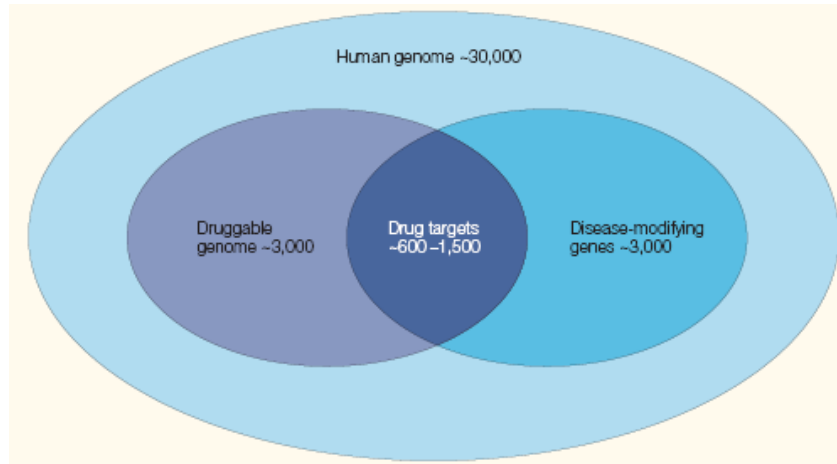 Human genome ~30,000
Druggable
genome ~3,000
Drug targets
~600–1,500
Disease-modifying
genes ~3,000